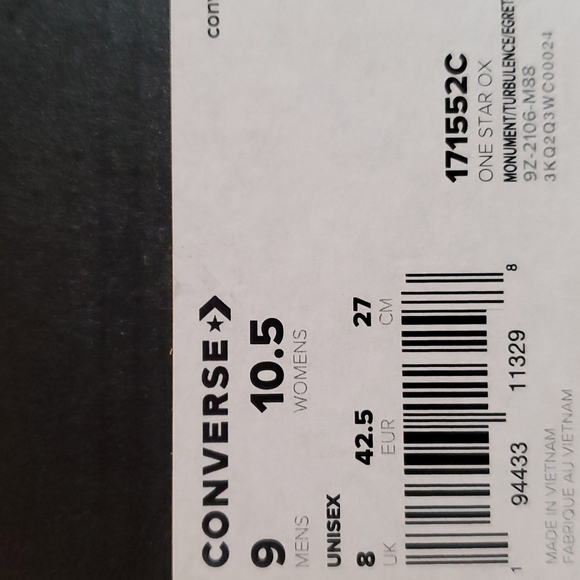 CONVERSE
9 10.5
MENS WOMENS
UNISEX
8 42.5 27
UK EUR CM
1 94433 11329 8
MADE IN VIETNAM
FABRIQUE AU VIETNAM
171552C
ONE STAR OX
MONUMENT/TURBULENCE/EGRET
9Z-2106-M88
3KQ2Q3WC00024